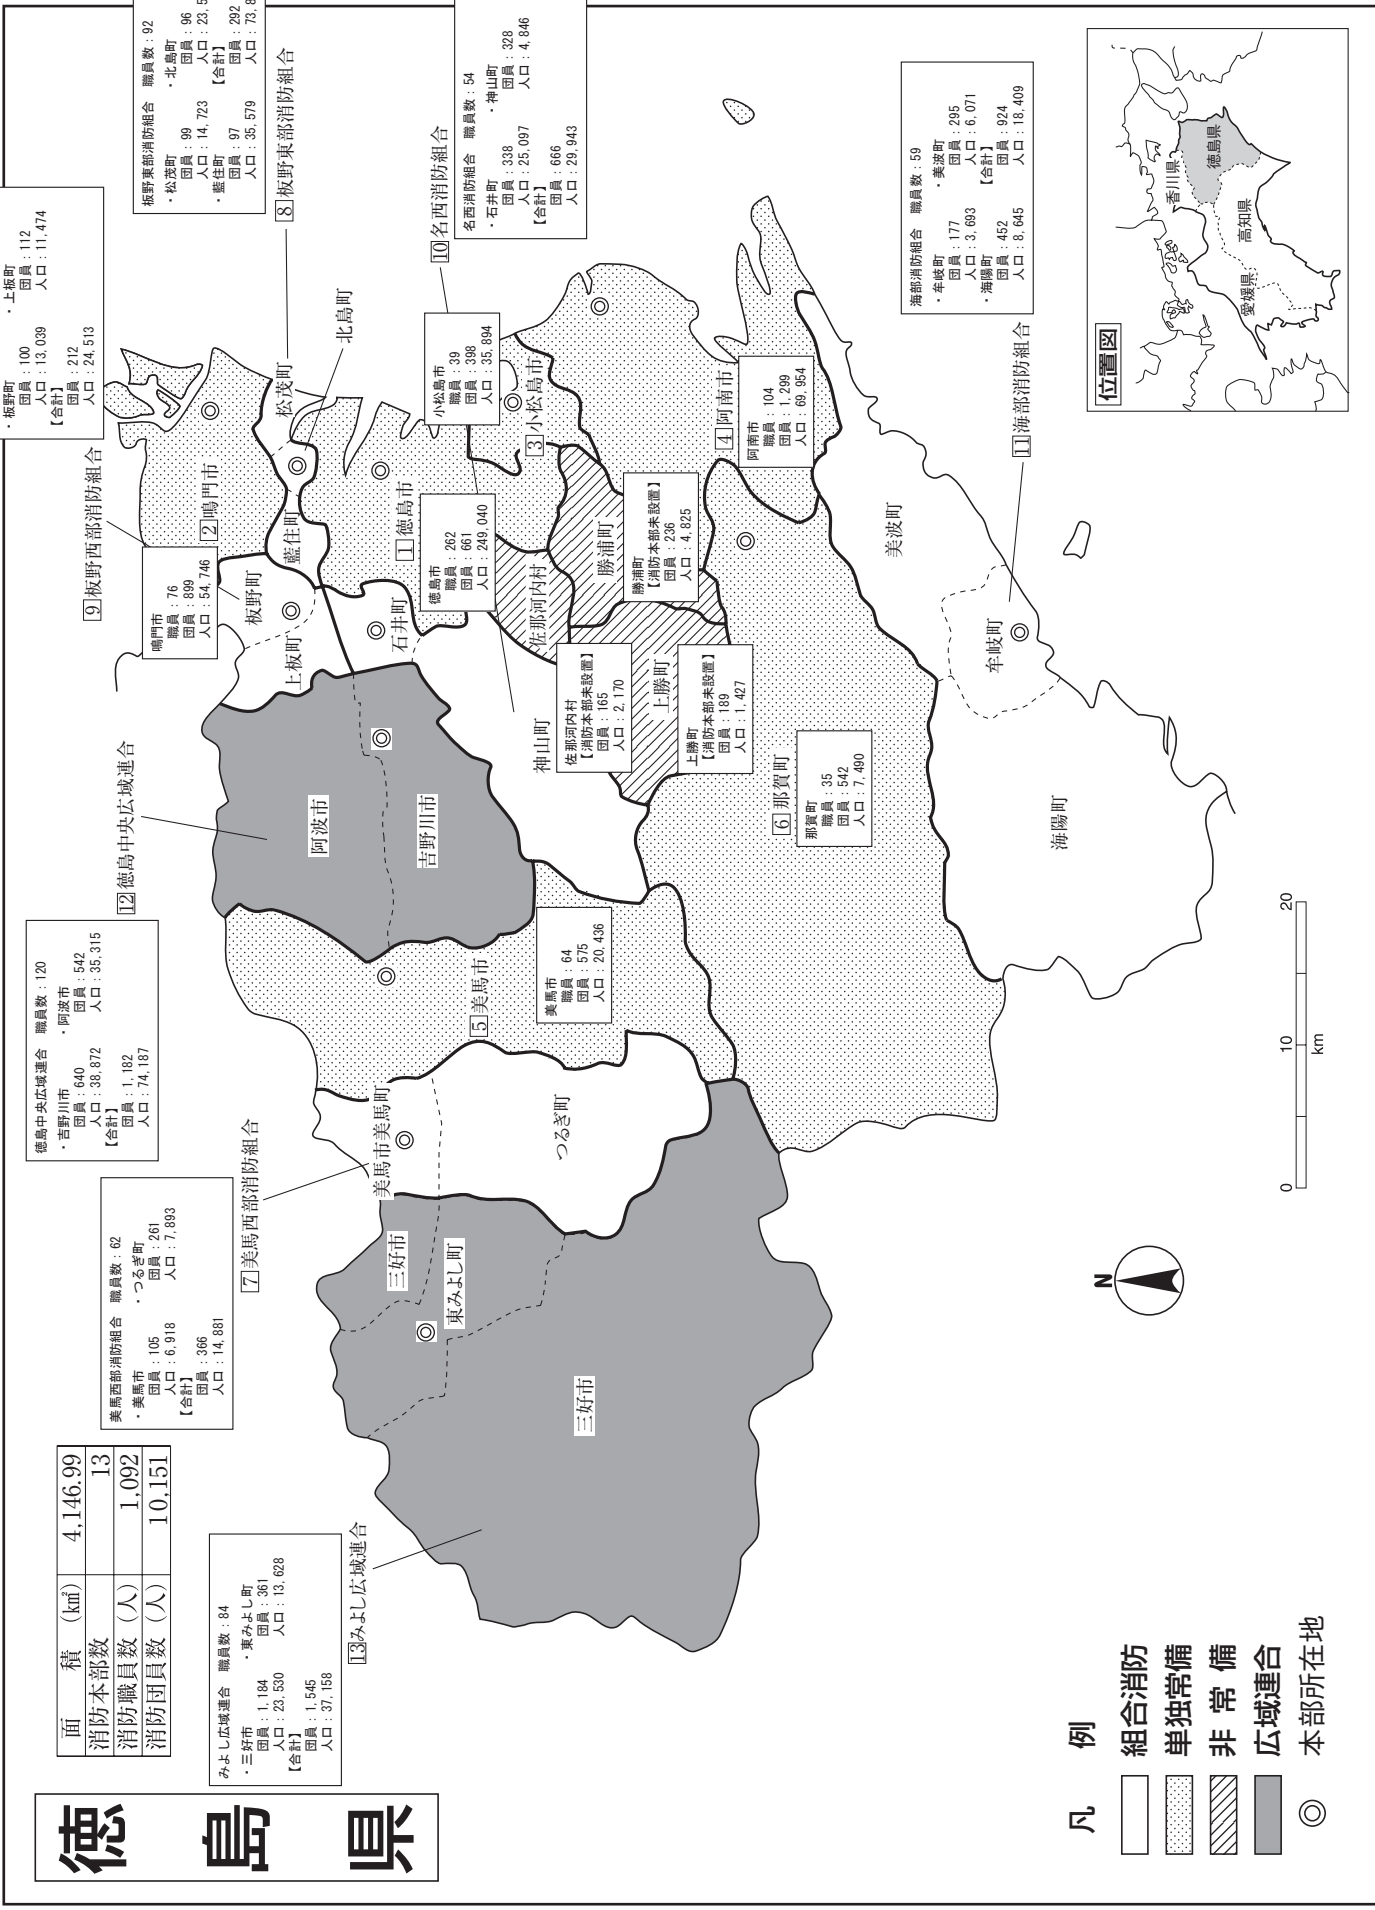 徳島県
面　積 (km²) 4,146.99
消防本部数 13
消防職員数 (人) 1,092
消防団員数 (人) 10,151
みよし広域連合　職員数：84
・三好市　・東みよし町
団員：1,184　団員：361
人口：23,530　人口：13,628
【合計】
団員：1,545
人口：37,158
13みよし広域連合
美馬西部消防組合　職員数：62
・美馬市　・つるぎ町
団員：105　団員：261
人口：6,918　人口：7,893
【合計】
団員：366
人口：14,881
7美馬西部消防組合
徳島中央広域連合　職員数：120
・吉野川市　・阿波市
団員：640　団員：542
人口：38,872　人口：35,315
【合計】
団員：1,182
人口：74,187
12徳島中央広域連合
・板野町　・上板町
団員：100　団員：112
人口：13,039　人口：11,474
【合計】
団員：212
人口：24,513
9板野西部消防組合
板野東部消防組合　職員数：92
・松茂町　・北島町
団員：99　団員：96
人口：14,723　人口：23,5
・藍住町　【合計】
団員：97　団員：292
人口：35,579　人口：73,8
8板野東部消防組合
名西消防組合　職員数：54
・石井町　・神山町
団員：338　団員：328
人口：25,097　人口：4,846
【合計】
団員：666
人口：29,943
10名西消防組合
海部消防組合　職員数：59
・牟岐町　・美波町
団員：177　団員：295
人口：3,693　人口：6,071
・海陽町　【合計】
団員：452　団員：924
人口：8,645　人口：18,409
11海部消防組合
鳴門市
職員：76
団員：899
人口：54,746
2鳴門市
徳島市
職員：262
団員：661
人口：249,040
1徳島市
小松島市
職員：39
団員：398
人口：35,894
3小松島市
阿南市
職員：104
団員：1,299
人口：69,954
4阿南市
勝浦町
【消防本部未設置】
団員：236
人口：4,825
勝浦町
佐那河内村
【消防本部未設置】
団員：165
人口：2,170
佐那河内村
上勝町
【消防本部未設置】
団員：189
人口：1,427
上勝町
那賀町
職員：35
団員：542
人口：7,490
6那賀町
美馬市
職員：64
団員：575
人口：20,436
5美馬市
三好市
東みよし町
三好市
美馬市美馬町
つるぎ町
阿波市
吉野川市
上板町
板野町
藍住町
松茂町
北島町
石井町
神山町
美波町
牟岐町
海陽町
凡　例
組合消防
単独常備
非常備
広域連合
本部所在地
N
0 10 20
km
位置図
香川県
徳島県
愛媛県
高知県